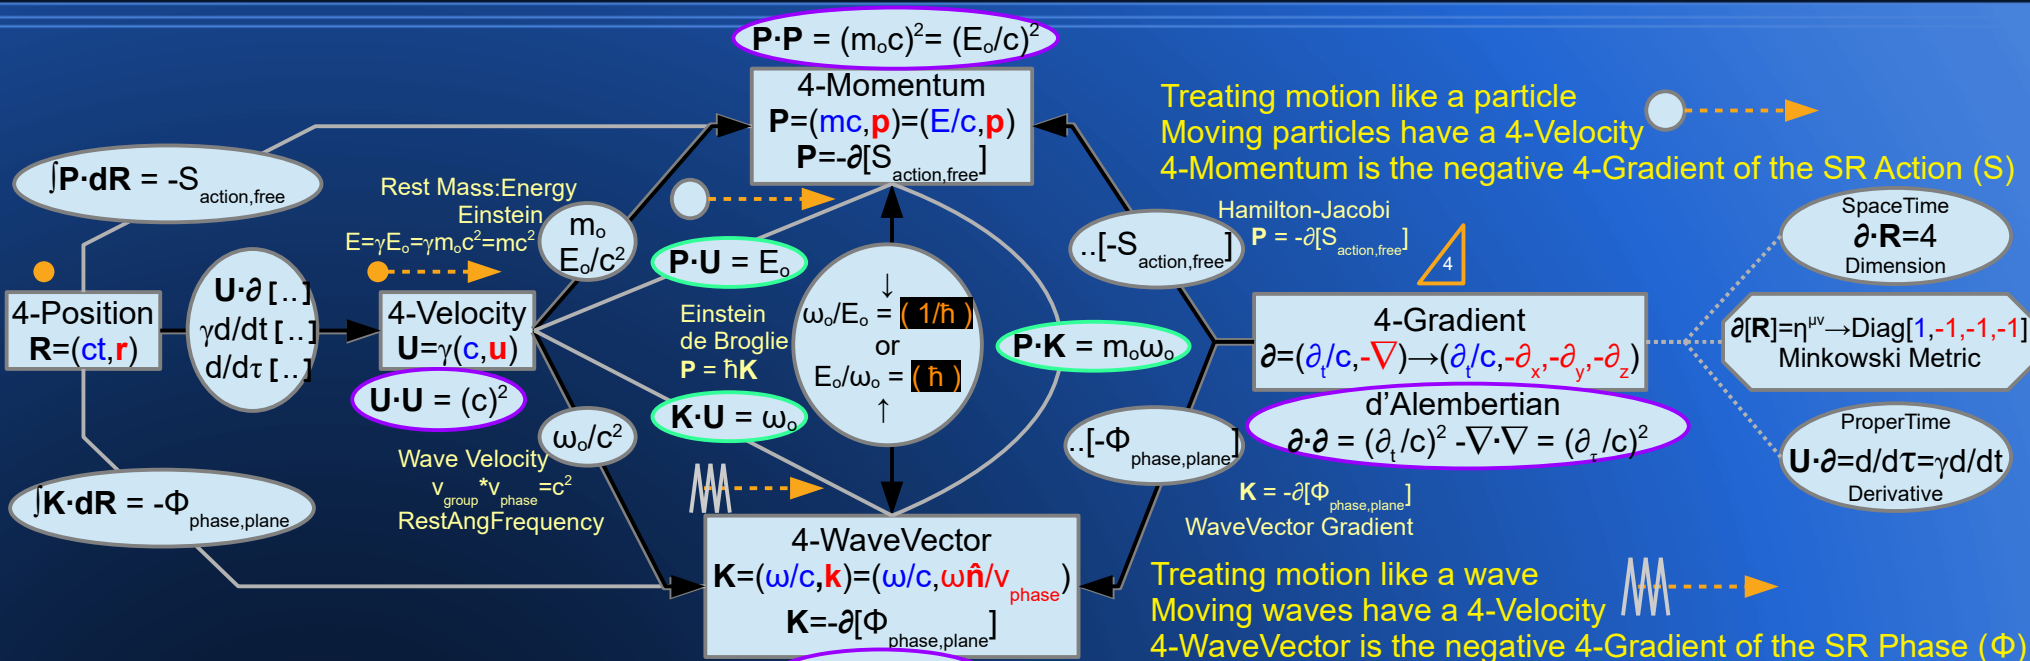 P·P = (mₒc)²= (Eₒ/c)²
4-Momentum
P=(mc,p)=(E/c,p)
P=-∂[S_action,free]
Treating motion like a particle
Moving particles have a 4-Velocity
4-Momentum is the negative 4-Gradient of the SR Action (S)
∫P·dR = -S_action,free
Rest Mass:Energy
Einstein
E=γEₒ=γmₒc²=mc²
mₒ
Eₒ/c²
P·U = Eₒ
Hamilton-Jacobi
P = -∂[S_action,free]
4
..[-S_action,free]
SpaceTime
∂·R=4
Dimension
4-Position
R=(ct,r)
U·∂[..]
γd/dt [..]
d/dτ [..]
4-Velocity
U=γ(c,u)
U·U = (c)²
Einstein
de Broglie
P = ħK
↓
ωₒ/Eₒ = (1/ħ)
or
Eₒ/ωₒ = (ħ)
↑
P·K = mₒωₒ
4-Gradient
∂=(∂ₜ/c,-∇)→(∂ₜ/c,-∂ₓ,-∂_y,-∂_z)
∂[R]=η^μν→Diag[1,-1,-1,-1]
Minkowski Metric
d'Alembertian
∂·∂ = (∂ₜ/c)² -∇·∇ = (∂_τ/c)²
K·U = ωₒ
ωₒ/c²
Wave Velocity
v_group *v_phase=c²
RestAngFrequency
..[-Φ_phase,plane]
K = -∂[Φ_phase,plane]
WaveVector Gradient
ProperTime
U·∂=d/dτ=γd/dt
Derivative
∫K·dR = -Φ_phase,plane
4-WaveVector
K=(ω/c,k)=(ω/c,ωn̂/v_phase)
K=-∂[Φ_phase,plane]
Treating motion like a wave
Moving waves have a 4-Velocity
4-WaveVector is the negative 4-Gradient of the SR Phase (Φ)